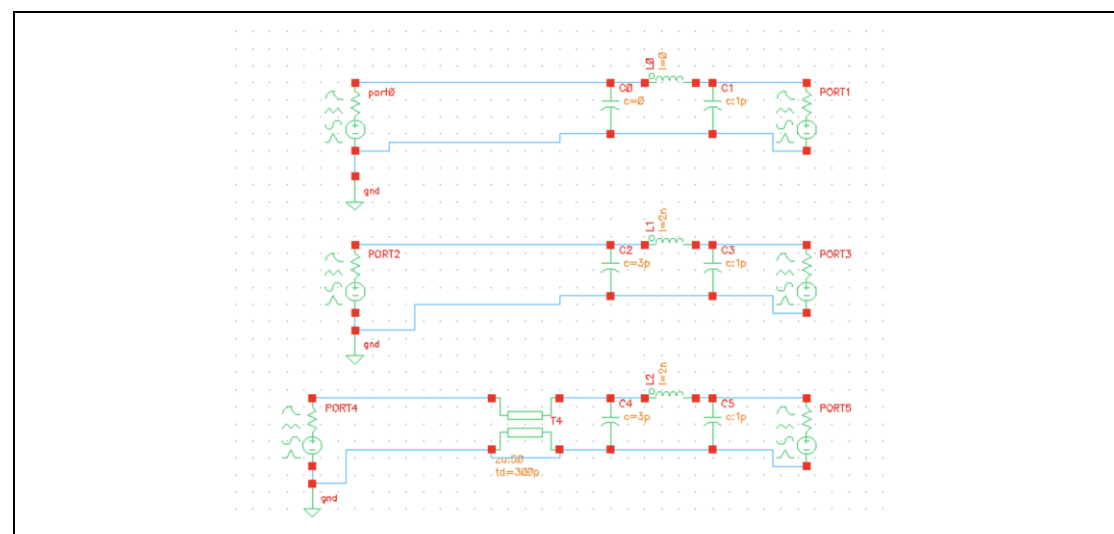 L0 l=0
port0
C0
c=0
C1
c:1p
PORT1
gnd
L1 l=2n
PORT2
C2
c=3p
C3
c:1p
PORT3
gnd
L2 l=2n
PORT4
T4
C4
c=3p
C5
c:1p
PORT5
zo:50
td=300p
gnd